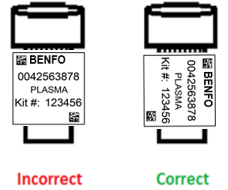 BENFO
0042563878
PLASMA
Kit #: 123456
BENFO
0042563878
PLASMA
Kit #: 123456
Incorrect
Correct